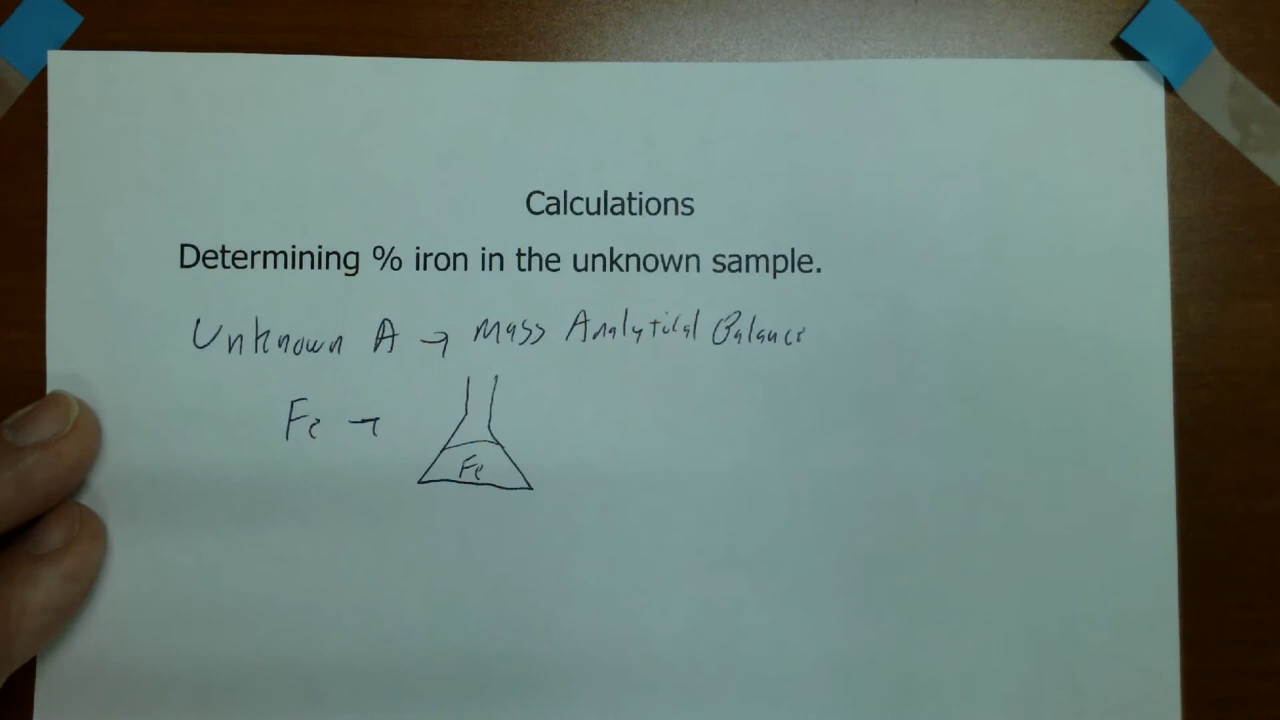 Calculations
Determining % iron in the unknown sample.
Unknown A → Mass Analytical Balance
Fe →
Fe